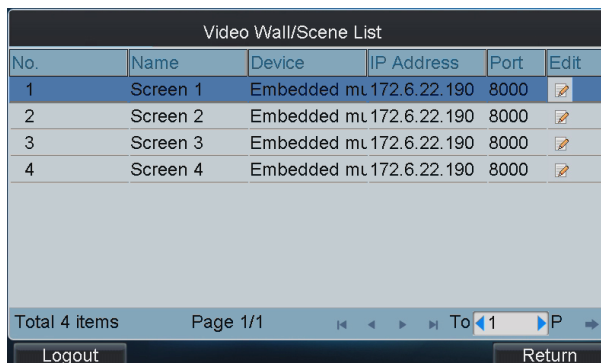 Video Wall/Scene List
No. Name Device IP Address Port Edit
1 Screen 1 Embedded mu 172.6.22.190 8000
2 Screen 2 Embedded mu 172.6.22.190 8000
3 Screen 3 Embedded mu 172.6.22.190 8000
4 Screen 4 Embedded mu 172.6.22.190 8000
Total 4 items Page 1/1 To 1 P
Logout Return